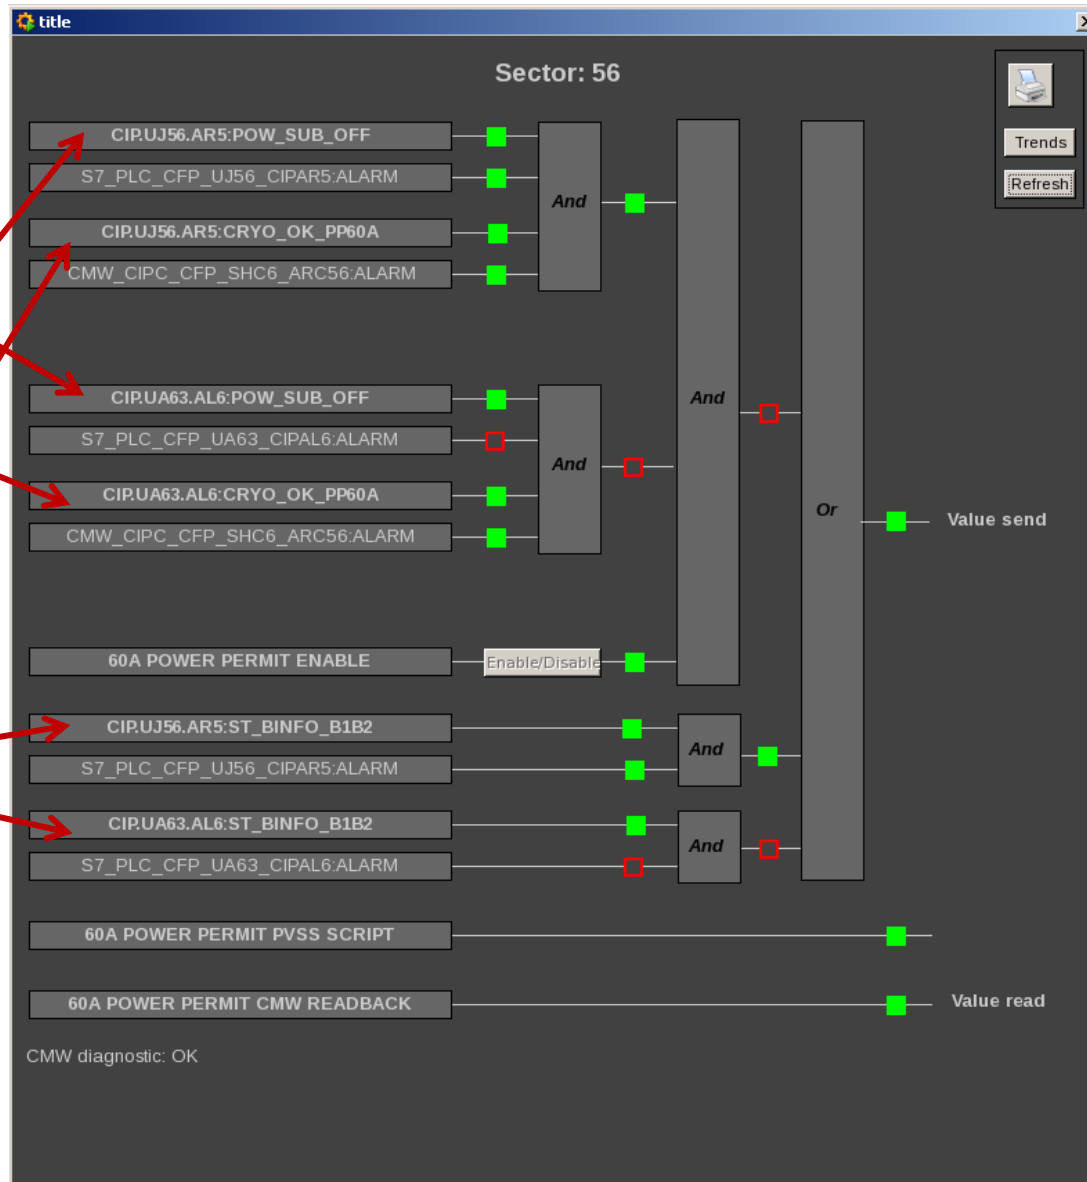 title
Sector: 56
Trends
Refresh
CIP.UJ56.AR5:POW_SUB_OFF
S7_PLC_CFP_UJ56_CIPAR5:ALARM
CIP.UJ56.AR5:CRYO_OK_PP60A
CMW_CIPC_CFP_SHC6_ARC56:ALARM
And
CIP.UA63.AL6:POW_SUB_OFF
S7_PLC_CFP_UA63_CIPAL6:ALARM
CIP.UA63.AL6:CRYO_OK_PP60A
CMW_CIPC_CFP_SHC6_ARC56:ALARM
And
And
Or
Value send
60A POWER PERMIT ENABLE
Enable/Disable
CIP.UJ56.AR5:ST_BINFO_B1B2
S7_PLC_CFP_UJ56_CIPAR5:ALARM
And
CIP.UA63.AL6:ST_BINFO_B1B2
S7_PLC_CFP_UA63_CIPAL6:ALARM
And
60A POWER PERMIT PVSS SCRIPT
60A POWER PERMIT CMW READBACK
Value read
CMW diagnostic: OK